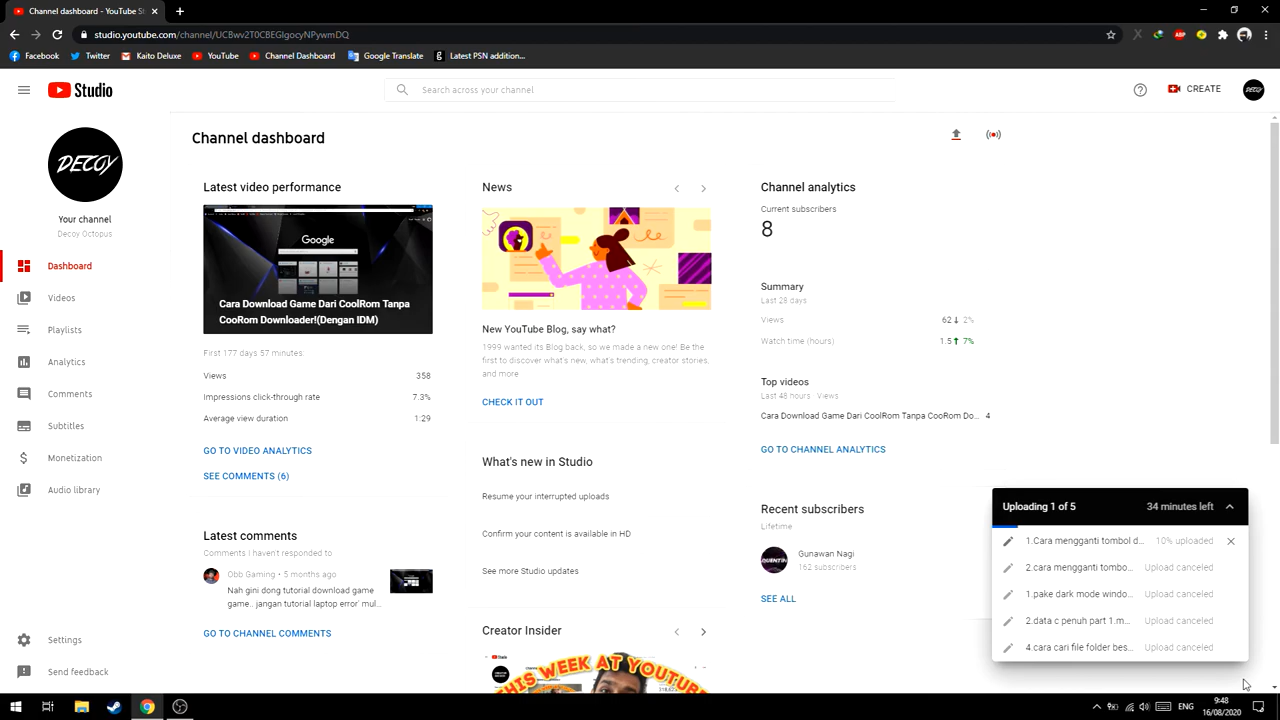 Channel dashboard - YouTube St
studio.youtube.com/channel/UCBwv2T0CBEGIgocyNPywmDQ
Facebook
Twitter
Kaito Deluxe
YouTube
Channel Dashboard
Google Translate
Latest PSN addition...
Studio
Search across your channel
CREATE
DECOY
DECOY
Your channel
Decoy Octopus
Dashboard
Videos
Playlists
Analytics
Comments
Subtitles
Monetization
Audio library
Settings
Send feedback
Channel dashboard
Latest video performance
Google
Cara Download Game Dari CoolRom Tanpa
CooRom Downloader!(Dengan IDM)
First 177 days 57 minutes:
Views 358
Impressions click-through rate 7.3%
Average view duration 1:29
GO TO VIDEO ANALYTICS
SEE COMMENTS (6)
Latest comments
Comments I haven't responded to
Obb Gaming • 5 months ago
Nah gini dong tutorial download game
game.. jangan tutorial laptop error' mul...
GO TO CHANNEL COMMENTS
News
New YouTube Blog, say what?
1999 wanted its Blog back, so we made a new one! Be the
first to discover what's new, what's trending, creator stories,
and more
CHECK IT OUT
What's new in Studio
Resume your interrupted uploads
Confirm your content is available in HD
See more Studio updates
Creator Insider
THIS WEEK AT YOUTUBE
Channel analytics
Current subscribers
8
Summary
Last 28 days
Views 62 2%
Watch time (hours) 1.5 7%
Top videos
Last 48 hours · Views
Cara Download Game Dari CoolRom Tanpa CooRom Do... 4
GO TO CHANNEL ANALYTICS
Recent subscribers
Lifetime
QUENTIN
Gunawan Nagi
162 subscribers
SEE ALL
Uploading 1 of 5 34 minutes left
1.Cara mengganti tombol d... 10% uploaded
2.cara mengganti tombo... Upload canceled
1.pake dark mode windo... Upload canceled
2.data c penuh part 1.m... Upload canceled
4.cara cari file folder bes... Upload canceled
ENG
9:48
16/08/2020